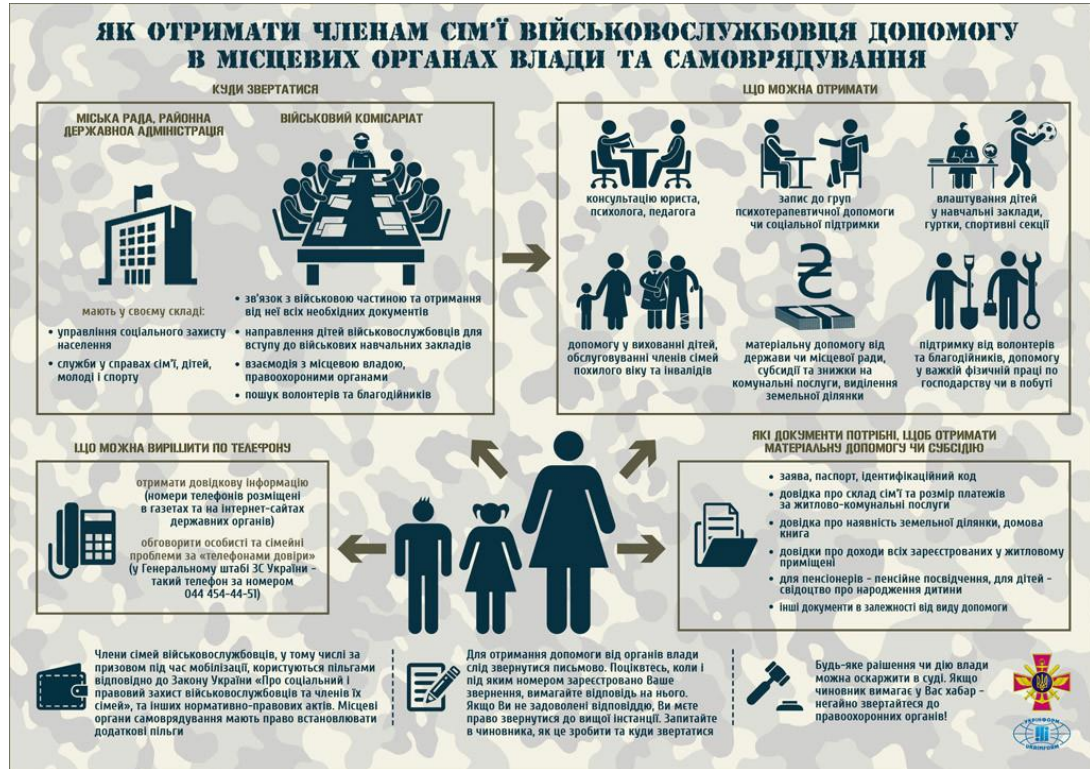 ЯК ОТРИМАТИ ЧЛЕНАМ СІМ'Ї ВІЙСЬКОВОСЛУЖБОВЦЯ ДОПОМОГУ
В МІСЦЕВИХ ОРГАНАХ ВЛАДИ ТА САМОВРЯДУВАННЯ
КУДИ ЗВЕРТАТИСЯ
МІСЬКА РАДА, РАЙОННА
ДЕРЖАВНОА АДМІНІСТРАЦІЯ
мають у своєму складі:
• управління соціального захисту
населення
• служби у справах сім'ї, дітей,
молоді і спорту
ВІЙСЬКОВИЙ КОМІСАРІАТ
• зв'язок з військовою частиною та отримання
від неї всіх необхідних документів
• направлення дітей військовослужбовців для
вступу до військових навчальних закладів
• взаємодія з місцевою владою,
правоохороними органами
• пошук волонтерів та благодійників
ЩО МОЖНА ОТРИМАТИ
консультацію юриста,
психолога, педагога
запис до груп
психотерапевтичної допомоги
чи соціальної підтримки
влаштування дітей
у навчальні заклади,
гуртки, спортивні секції
допомогу у вихованні дітей,
обслуговуванні членів сімей
похилого віку та інвалідів
матеріальну допомогу від
держави чи місцевої ради,
субсидії та знижки на
комунальні послуги, виділення
земельної ділянки
підтримку від волонтерів
та благодійників, допомогу
у важкій фізичній праці по
господарству чи в побуті
ЩО МОЖНА ВИРІШИТИ ПО ТЕЛЕФОНУ
отримати довідкову інформацію
(номери телефонів розміщені
в газетах та на інтернет-сайтах
державних органів)
обговорити особисті та сімейні
проблеми за «телефонами довіри»
(у Генеральному штабі ЗС України –
такий телефон за номером
044 454-44-51)
ЯКІ ДОКУМЕНТИ ПОТРІБНІ, ЩОБ ОТРИМАТИ
МАТЕРІАЛЬНУ ДОПОМОГУ ЧИ СУБСИДІЮ
• заява, паспорт, ідентифікаційний код
• довідка про склад сім'ї та розмір платежів
за житлово-комунальні послуги
• довідка про наявність земельної ділянки, домова
книга
• довідки про доходи всіх зареєстрованих у житловому
приміщені
• для пенсіонерів – пенсійне посвідчення, для дітей –
свідоцтво про народження дитини
• інші документи в залежності від виду допомоги
Члени сімей військовослужбовців, у тому числі за
призовом під час мобілізації, користуються пільгами
відповідно до Закону України «Про соціальний і
правовий захист військовослужбовців та членів їх
сімей», та інших нормативно-правових актів. Місцеві
органи самоврядування мають право встановлювати
додаткові пільги
Для отримання допомоги від органів влади
слід звернутися письмово. Поціквтесь, коли і
під яким номером зареєстровано Ваше
звернення, вимагайте відповідь на нього.
Якщо Ви не задоволені відповіддю, Ви мєте
право звернутися до вищої інстанції. Запитайте
в чиновника, як це зробити та куди звертатися
Будь-яке раішення чи дію влади
можна оскаржити в суді. Якщо
чиновник вимагає у Вас хабар –
негайно звертайтеся до
правоохоронних органів!
УКРІНФОРМ
UKRINFORM